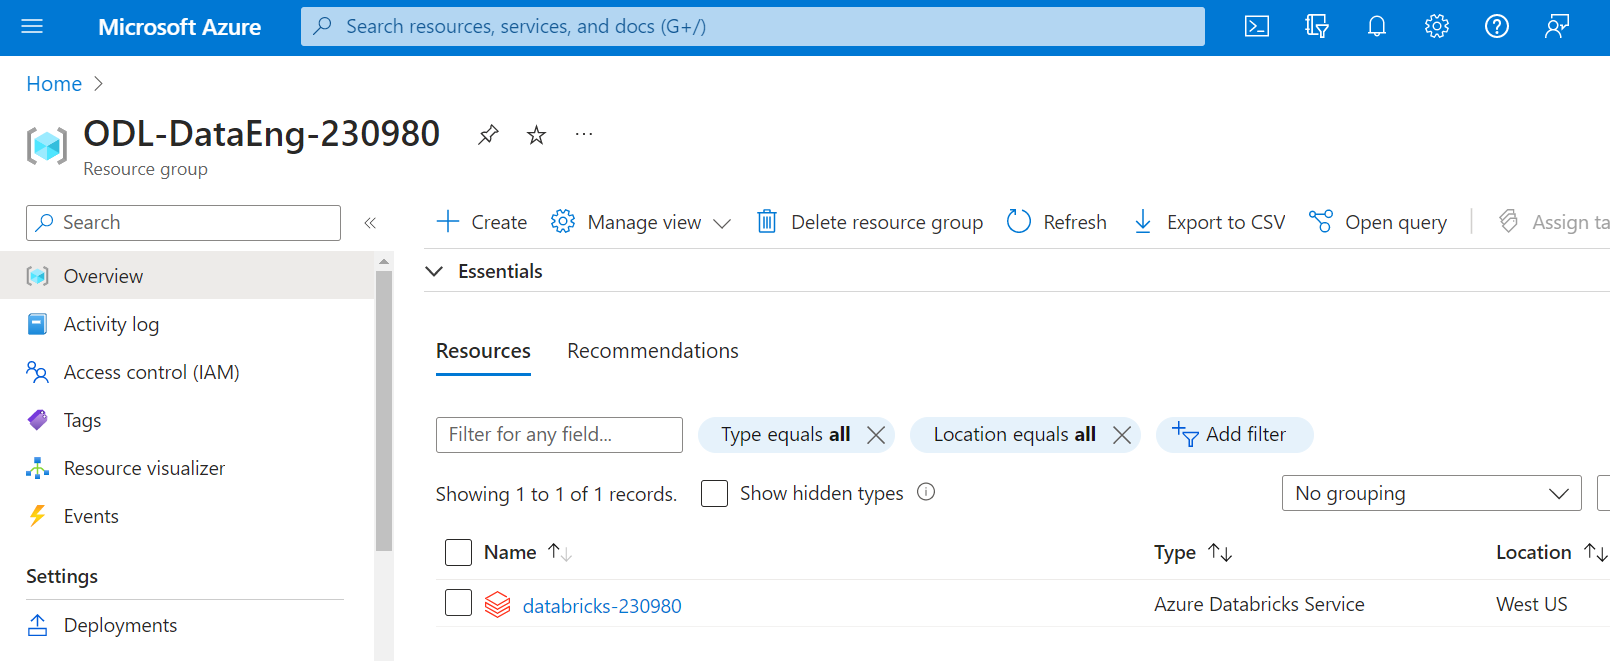 Microsoft Azure
Search resources, services, and docs (G+/)
Home
ODL-DataEng-230980
Resource group
Search
Create
Manage view
Delete resource group
Refresh
Export to CSV
Open query
Assign ta
Essentials
Overview
Activity log
Access control (IAM)
Tags
Resource visualizer
Events
Settings
Deployments
Resources
Recommendations
Filter for any field...
Type equals all
Location equals all
Add filter
Showing 1 to 1 of 1 records.
Show hidden types
No grouping
Name
Type
Location
databricks-230980
Azure Databricks Service
West US